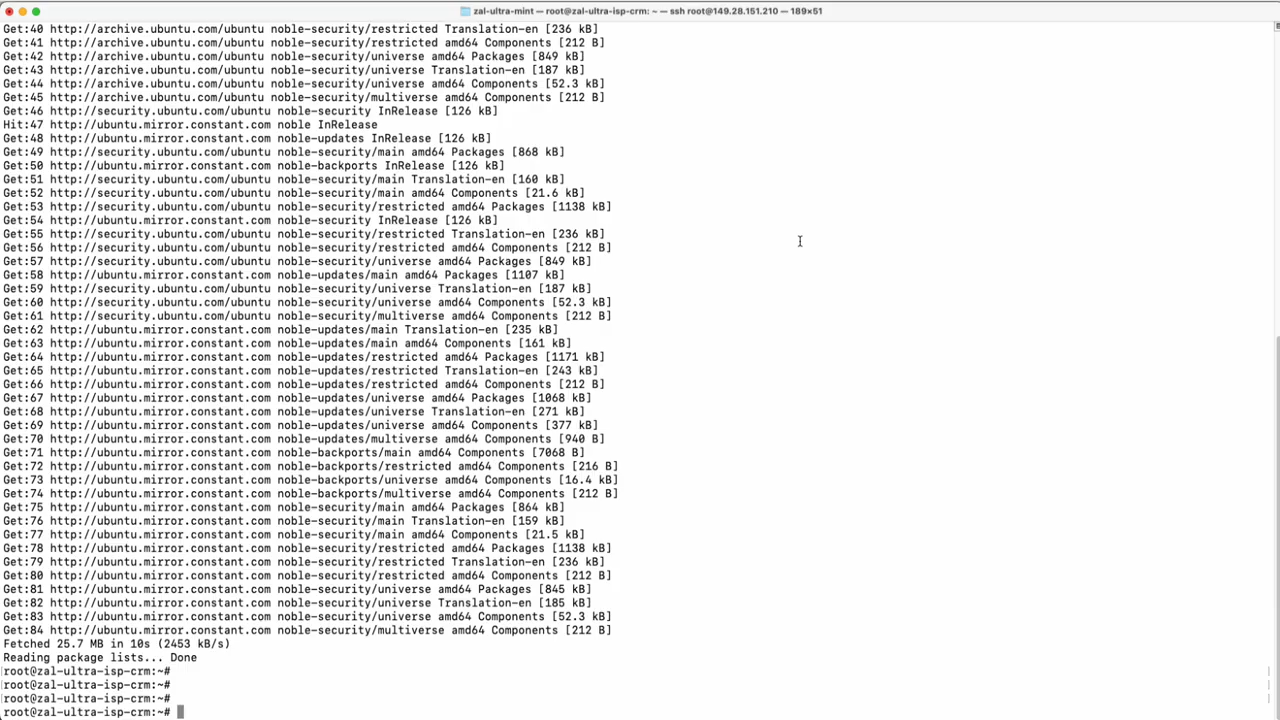 zal-ultra-mint — root@zal-ultra-isp-crm: ~ — ssh root@149.28.151.210 — 189×51
Get:40 http://archive.ubuntu.com/ubuntu noble-security/restricted Translation-en [236 kB]
Get:41 http://archive.ubuntu.com/ubuntu noble-security/restricted amd64 Components [212 B]
Get:42 http://archive.ubuntu.com/ubuntu noble-security/universe amd64 Packages [849 kB]
Get:43 http://archive.ubuntu.com/ubuntu noble-security/universe Translation-en [187 kB]
Get:44 http://archive.ubuntu.com/ubuntu noble-security/universe amd64 Components [52.3 kB]
Get:45 http://archive.ubuntu.com/ubuntu noble-security/multiverse amd64 Components [212 B]
Get:46 http://security.ubuntu.com/ubuntu noble-security InRelease [126 kB]
Hit:47 http://ubuntu.mirror.constant.com noble InRelease
Get:48 http://ubuntu.mirror.constant.com noble-updates InRelease [126 kB]
Get:49 http://security.ubuntu.com/ubuntu noble-security/main amd64 Packages [868 kB]
Get:50 http://ubuntu.mirror.constant.com noble-backports InRelease [126 kB]
Get:51 http://security.ubuntu.com/ubuntu noble-security/main Translation-en [160 kB]
Get:52 http://security.ubuntu.com/ubuntu noble-security/main amd64 Components [21.6 kB]
Get:53 http://security.ubuntu.com/ubuntu noble-security/restricted amd64 Packages [1138 kB]
Get:54 http://ubuntu.mirror.constant.com noble-security InRelease [126 kB]
Get:55 http://security.ubuntu.com/ubuntu noble-security/restricted Translation-en [236 kB]
Get:56 http://security.ubuntu.com/ubuntu noble-security/restricted amd64 Components [212 B]
Get:57 http://security.ubuntu.com/ubuntu noble-security/universe amd64 Packages [849 kB]
Get:58 http://ubuntu.mirror.constant.com noble-updates/main amd64 Packages [1107 kB]
Get:59 http://security.ubuntu.com/ubuntu noble-security/universe Translation-en [187 kB]
Get:60 http://security.ubuntu.com/ubuntu noble-security/universe amd64 Components [52.3 kB]
Get:61 http://security.ubuntu.com/ubuntu noble-security/multiverse amd64 Components [212 B]
Get:62 http://ubuntu.mirror.constant.com noble-updates/main Translation-en [235 kB]
Get:63 http://ubuntu.mirror.constant.com noble-updates/main amd64 Components [161 kB]
Get:64 http://ubuntu.mirror.constant.com noble-updates/restricted amd64 Packages [1171 kB]
Get:65 http://ubuntu.mirror.constant.com noble-updates/restricted Translation-en [243 kB]
Get:66 http://ubuntu.mirror.constant.com noble-updates/restricted amd64 Components [212 B]
Get:67 http://ubuntu.mirror.constant.com noble-updates/universe amd64 Packages [1068 kB]
Get:68 http://ubuntu.mirror.constant.com noble-updates/universe Translation-en [271 kB]
Get:69 http://ubuntu.mirror.constant.com noble-updates/universe amd64 Components [377 kB]
Get:70 http://ubuntu.mirror.constant.com noble-updates/multiverse amd64 Components [940 B]
Get:71 http://ubuntu.mirror.constant.com noble-backports/main amd64 Components [7068 B]
Get:72 http://ubuntu.mirror.constant.com noble-backports/restricted amd64 Components [216 B]
Get:73 http://ubuntu.mirror.constant.com noble-backports/universe amd64 Components [16.4 kB]
Get:74 http://ubuntu.mirror.constant.com noble-backports/multiverse amd64 Components [212 B]
Get:75 http://ubuntu.mirror.constant.com noble-security/main amd64 Packages [864 kB]
Get:76 http://ubuntu.mirror.constant.com noble-security/main Translation-en [159 kB]
Get:77 http://ubuntu.mirror.constant.com noble-security/main amd64 Components [21.5 kB]
Get:78 http://ubuntu.mirror.constant.com noble-security/restricted amd64 Packages [1138 kB]
Get:79 http://ubuntu.mirror.constant.com noble-security/restricted Translation-en [236 kB]
Get:80 http://ubuntu.mirror.constant.com noble-security/restricted amd64 Components [212 B]
Get:81 http://ubuntu.mirror.constant.com noble-security/universe amd64 Packages [845 kB]
Get:82 http://ubuntu.mirror.constant.com noble-security/universe Translation-en [185 kB]
Get:83 http://ubuntu.mirror.constant.com noble-security/universe amd64 Components [52.3 kB]
Get:84 http://ubuntu.mirror.constant.com noble-security/multiverse amd64 Components [212 B]
Fetched 25.7 MB in 10s (2453 kB/s)
Reading package lists... Done
root@zal-ultra-isp-crm:~#
root@zal-ultra-isp-crm:~#
root@zal-ultra-isp-crm:~#
root@zal-ultra-isp-crm:~#